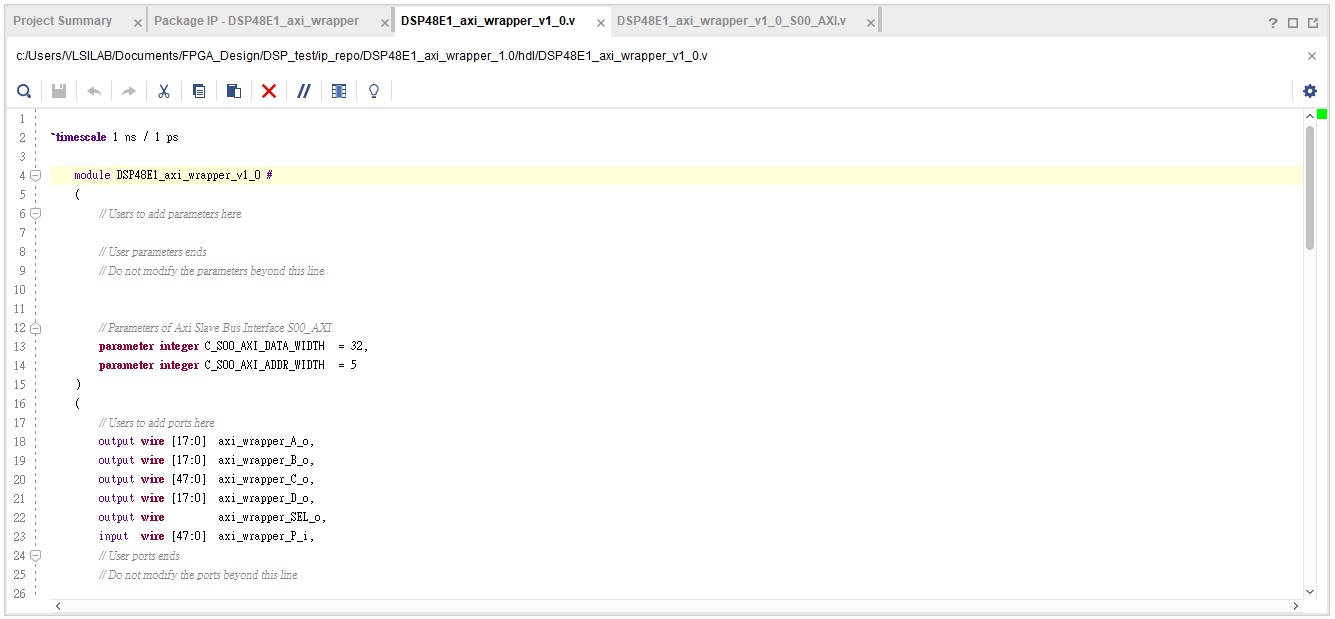 Project Summary × Package IP - DSP48E1_axi_wrapper × DSP48E1_axi_wrapper_v1_0.v × DSP48E1_axi_wrapper_v1_0_S00_AXI.v × ?
c:/Users/VLSILAB/Documents/FPGA_Design/DSP_test/ip_repo/DSP48E1_axi_wrapper_1.0/hdl/DSP48E1_axi_wrapper_v1_0.v ×
//
1
2 `timescale 1 ns / 1 ps
3
4 module DSP48E1_axi_wrapper_v1_0 #
5 (
6 // Users to add parameters here
7
8 // User parameters ends
9 // Do not modify the parameters beyond this line
10
11
12 // Parameters of Axi Slave Bus Interface S00_AXI
13 parameter integer C_S00_AXI_DATA_WIDTH = 32,
14 parameter integer C_S00_AXI_ADDR_WIDTH = 5
15 )
16 (
17 // Users to add ports here
18 output wire [17:0] axi_wrapper_A_o,
19 output wire [17:0] axi_wrapper_B_o,
20 output wire [47:0] axi_wrapper_C_o,
21 output wire [17:0] axi_wrapper_D_o,
22 output wire axi_wrapper_SEL_o,
23 input wire [47:0] axi_wrapper_P_i,
24 // User ports ends
25 // Do not modify the ports beyond this line
26